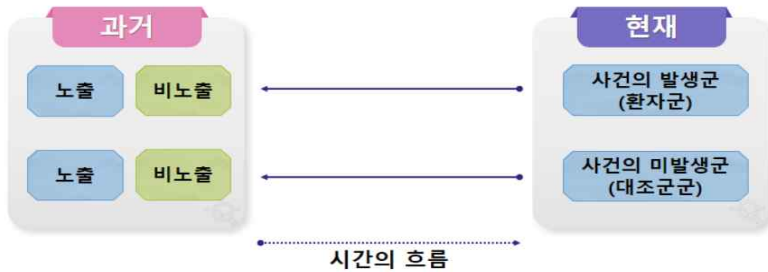 과거
현재
노출
비노출
사건의 발생군
(환자군)
노출
비노출
사건의 미발생군
(대조군군)
시간의 흐름